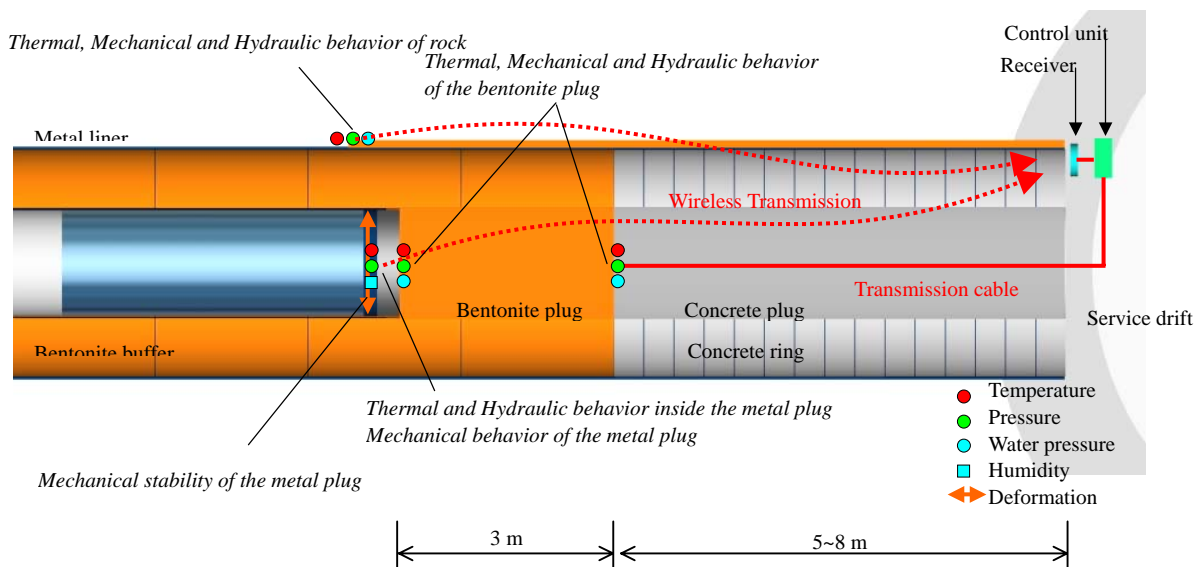 Thermal, Mechanical and Hydraulic behavior of rock
Control unit
Thermal, Mechanical and Hydraulic behavior
of the bentonite plug
Receiver
Metal liner
Wireless Transmission
Transmission cable
Bentonite plug
Concrete plug
Service drift
Bentonite buffer
Concrete ring
Thermal and Hydraulic behavior inside the metal plug
Mechanical behavior of the metal plug
Mechanical stability of the metal plug
Temperature
Pressure
Water pressure
Humidity
Deformation
3 m
5~8 m